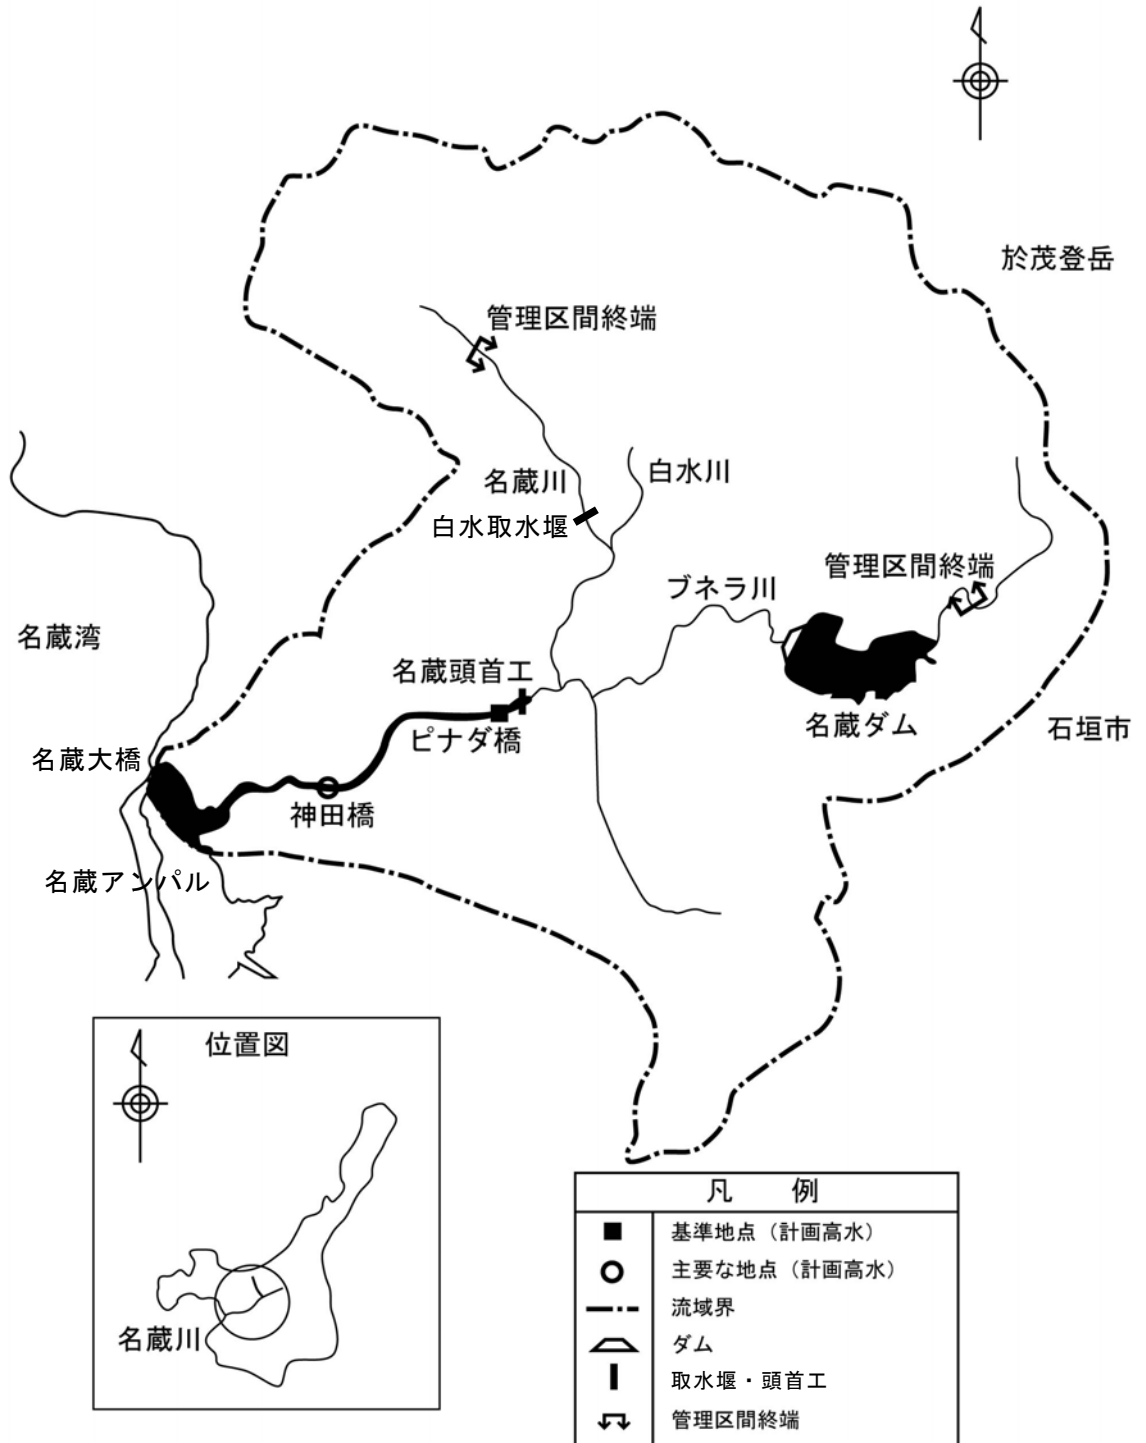 於茂登岳
管理区間終端
名蔵川
白水川
白水取水堰
管理区間終端
ブネラ川
名蔵湾
名蔵頭首工
ピナダ橋
名蔵ダム
石垣市
名蔵大橋
神田橋
名蔵アンパル
位置図
名蔵川
凡 例
基準地点（計画高水）
主要な地点（計画高水）
流域界
ダム
取水堰・頭首工
管理区間終端